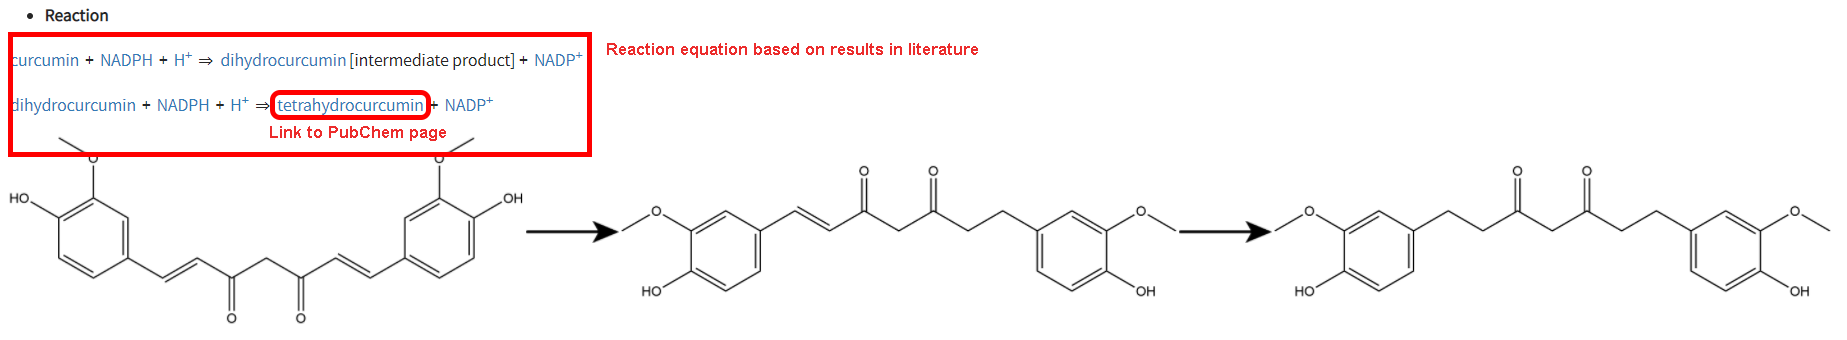 Reaction
curcumin + NADPH + H+ ⇒ dihydrocurcumin [intermediate product] + NADP+
Reaction equation based on results in literature
dihydrocurcumin + NADPH + H+ ⇒ tetrahydrocurcumin + NADP+
Link to PubChem page
O O
HO OH
O O
O O
HO OH
O O
O O
HO OH
O O